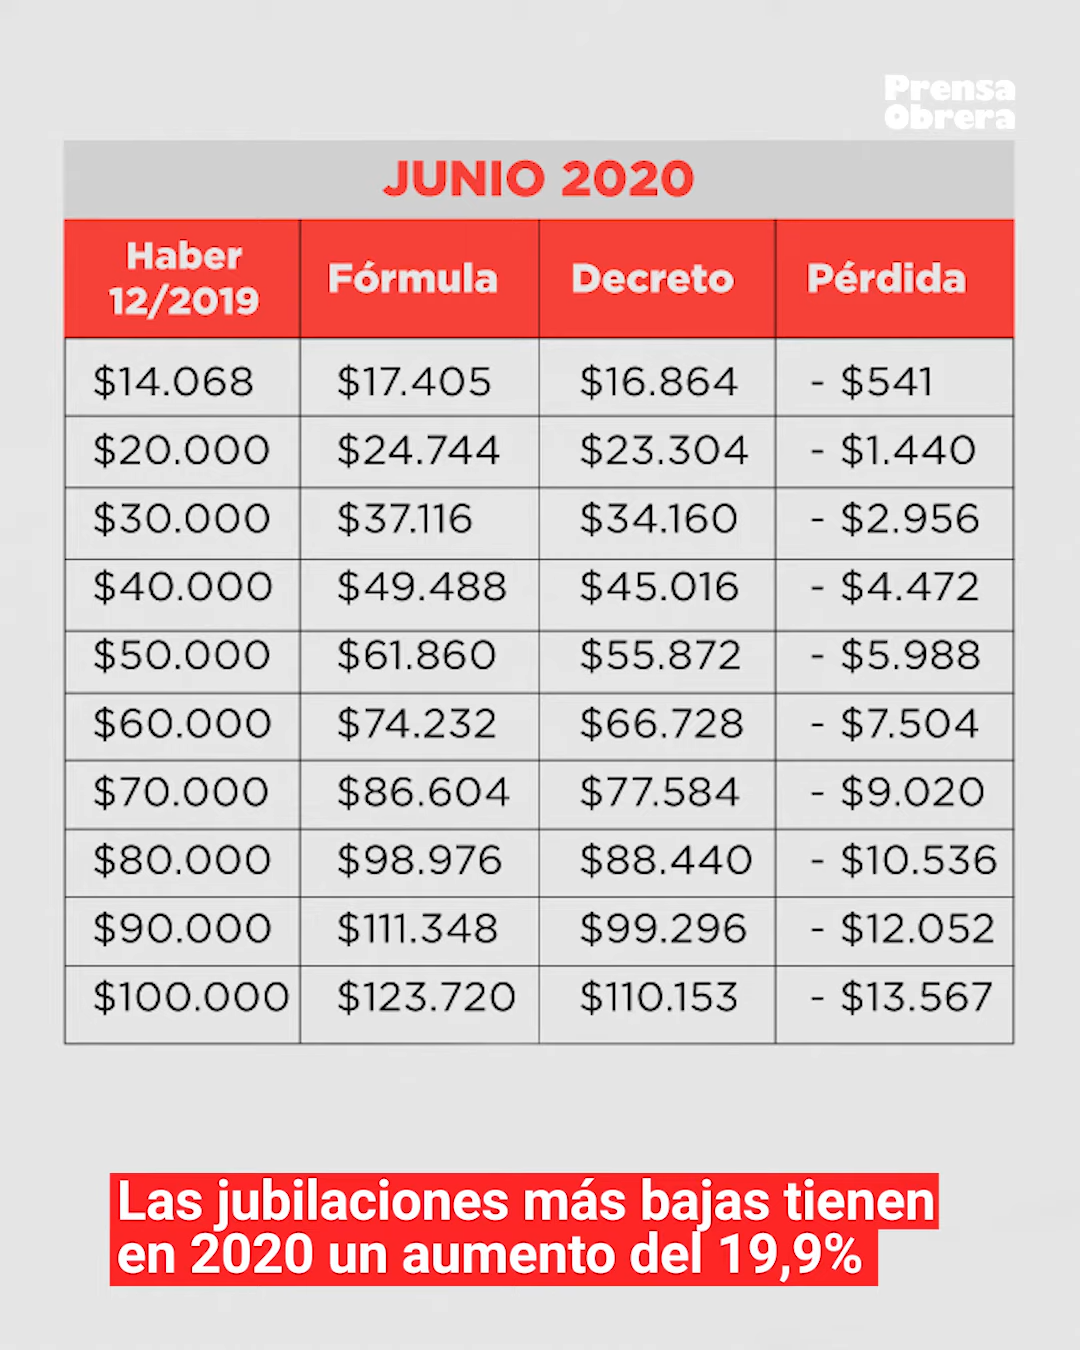 Prensa
Obrera
JUNIO 2020
Haber
12/2019
Fórmula
Decreto
Pérdida
$14.068 $17.405 $16.864 - $541
$20.000 $24.744 $23.304 - $1.440
$30.000 $37.116 $34.160 - $2.956
$40.000 $49.488 $45.016 - $4.472
$50.000 $61.860 $55.872 - $5.988
$60.000 $74.232 $66.728 - $7.504
$70.000 $86.604 $77.584 - $9.020
$80.000 $98.976 $88.440 - $10.536
$90.000 $111.348 $99.296 - $12.052
$100.000 $123.720 $110.153 - $13.567
Las jubilaciones más bajas tienen
en 2020 un aumento del 19,9%